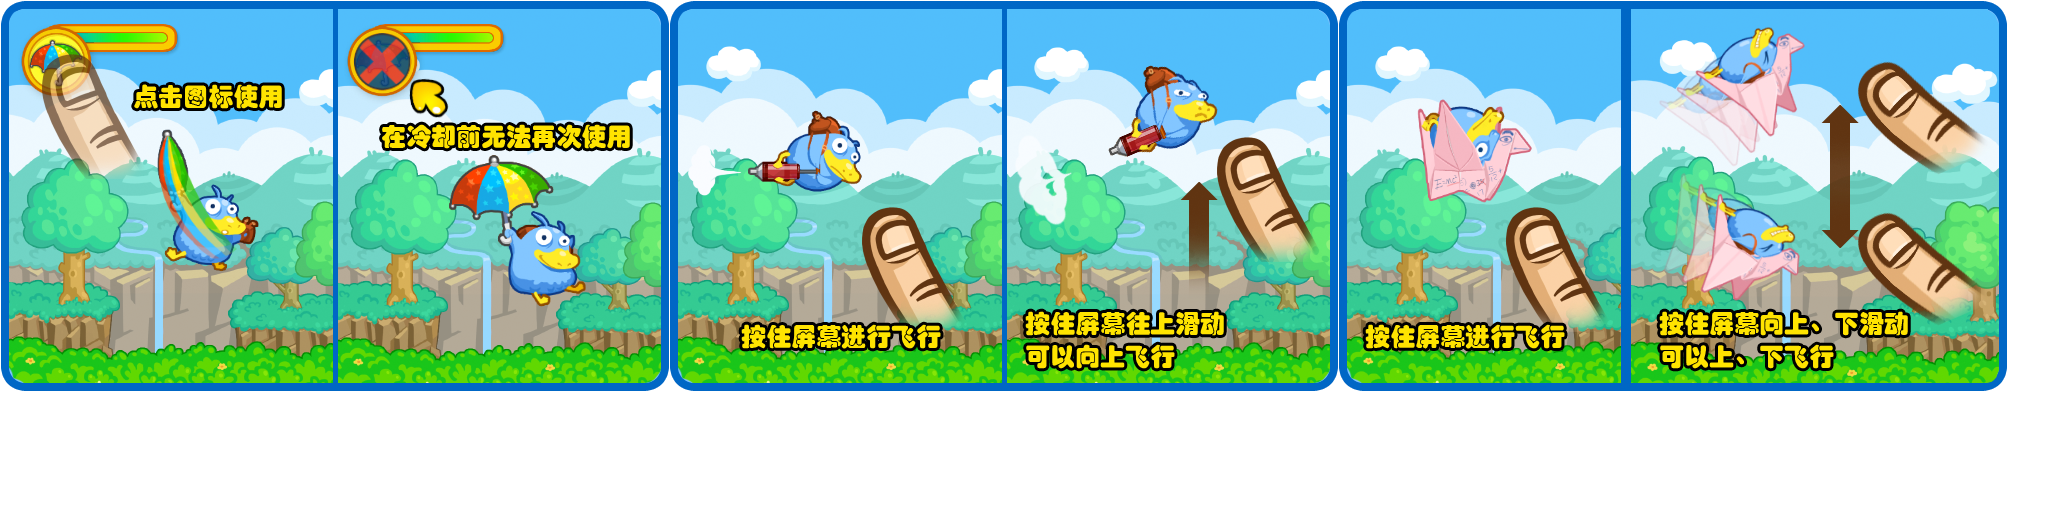 点击图标使用
在冷却前无法再次使用
按住屏幕进行飞行
按住屏幕往上滑动
可以向上飞行
按住屏幕进行飞行
按住屏幕向上、下滑动
可以上、下飞行